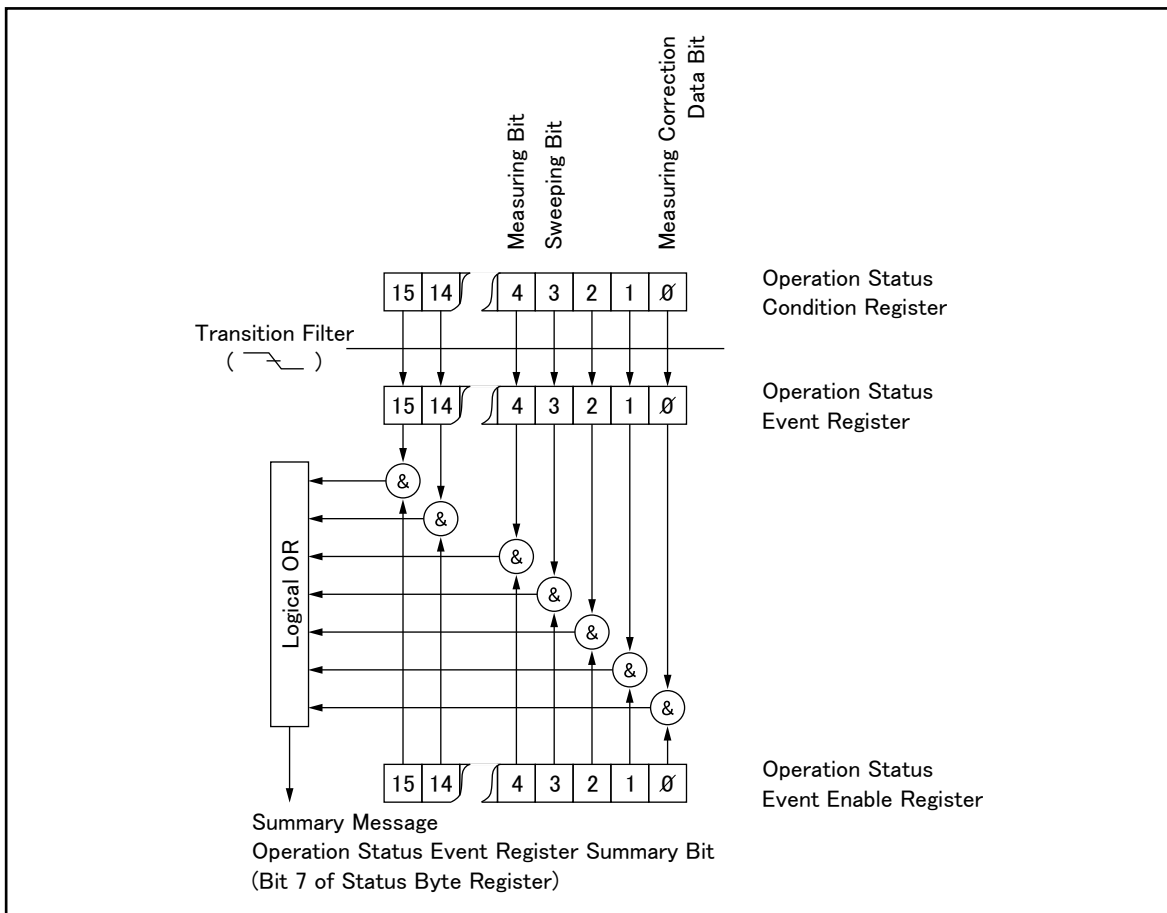 Measuring Bit
Sweeping Bit
Measuring Correction
Data Bit
15 14 4 3 2 1 0̸
Operation Status
Condition Register
Transition Filter
( )
15 14 4 3 2 1 0̸
Operation Status
Event Register
&
&
&
&
&
&
&
Logical OR
15 14 4 3 2 1 0̸
Operation Status
Event Enable Register
Summary Message
Operation Status Event Register Summary Bit
(Bit 7 of Status Byte Register)